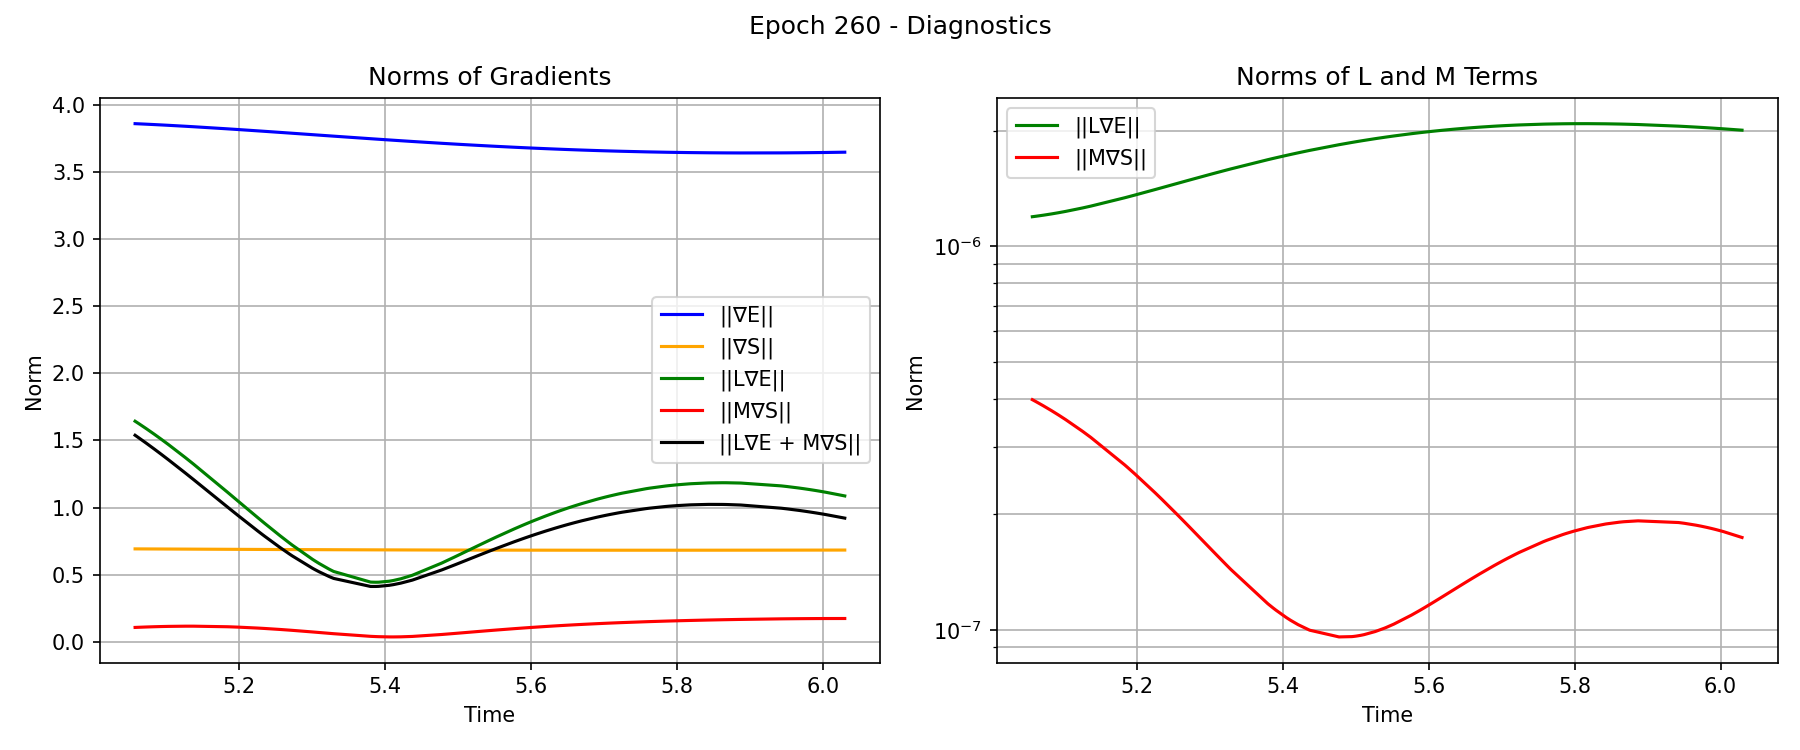 Epoch 260 - Diagnostics
Norms of Gradients
Norm
4.0
3.5
3.0
2.5
2.0
1.5
1.0
0.5
0.0
||∇E||
||∇S||
||L∇E||
||M∇S||
||L∇E + M∇S||
5.2
5.4
5.6
5.8
6.0
Time
Norms of L and M Terms
Norm
10⁻⁶
10⁻⁷
||L∇E||
||M∇S||
5.2
5.4
5.6
5.8
6.0
Time